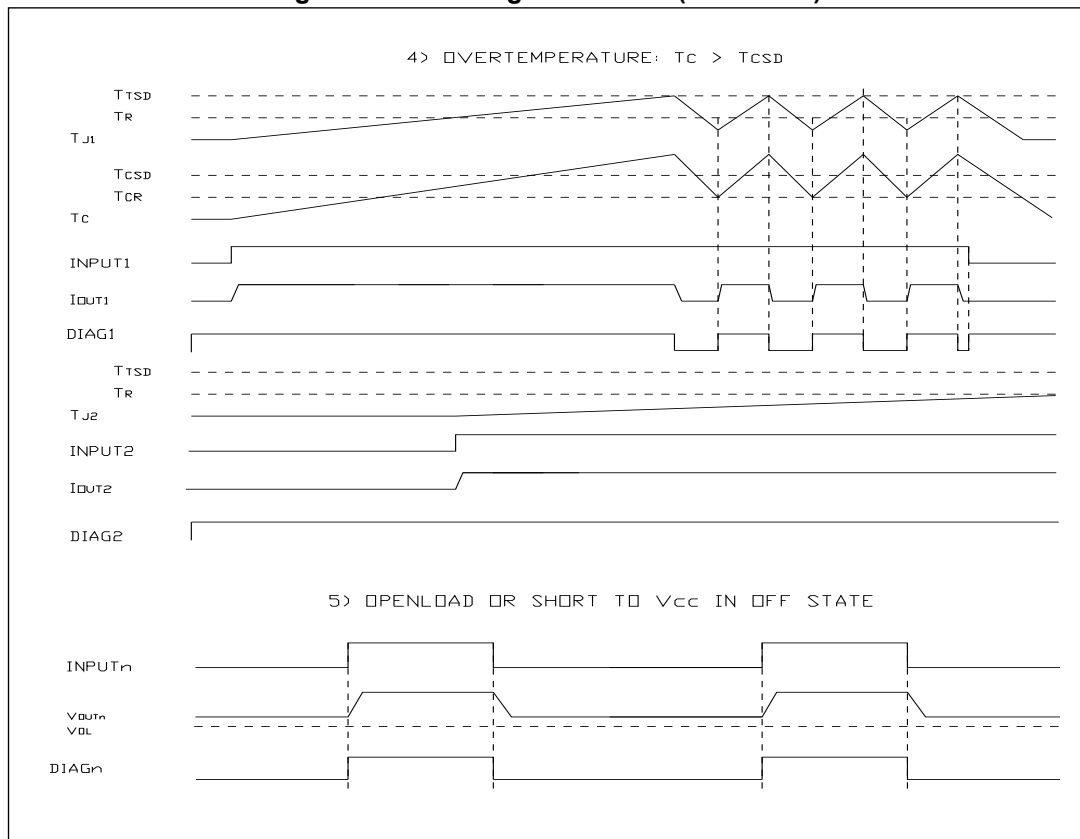 4) OVERTEMPERATURE: TC > TCSD
TTSD
TR
TJ1
TCSD
TCR
TC
INPUT1
IOUT1
DIAG1
TTSD
TR
TJ2
INPUT2
IOUT2
DIAG2
5) OPENLOAD OR SHORT TO Vcc IN OFF STATE
INPUTn
VOUTn
VOL
DIAGn